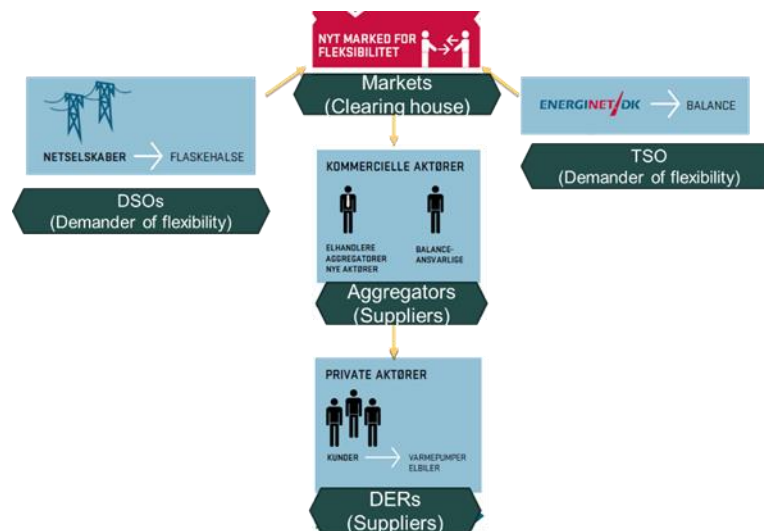 NYT MARKED FOR
FLEKSIBILITET
Markets
(Clearing house)
NETSELSKABER
FLASKEHALSE
DSOs
(Demander of flexibility)
ENERGINET/DK
BALANCE
TSO
(Demander of flexibility)
KOMMERCIELLE AKTØRER
ELHANDLERE
AGGREGATORER
NYE AKTØRER
BALANCE-
ANSVARLIGE
Aggregators
(Suppliers)
PRIVATE AKTØRER
KUNDER
VARMEPUMPER
ELBILER
DERs
(Suppliers)